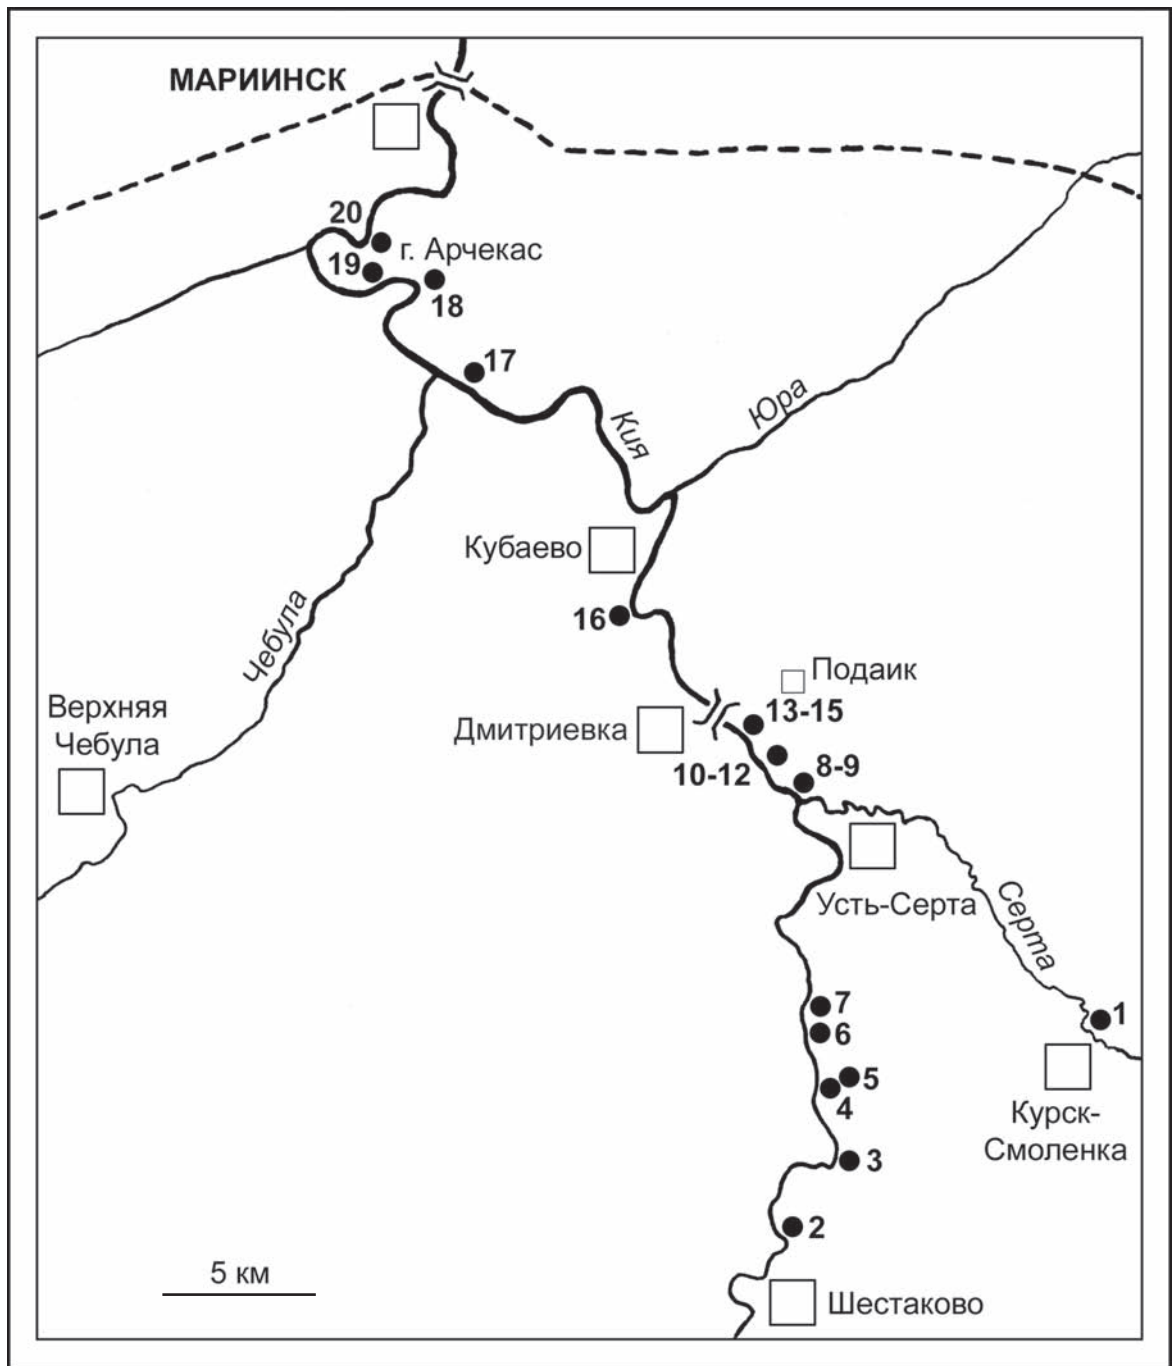 МАРИИНСК
20
г. Арчекас
19
18
17
Кия
Юра
Кубаево
Чебула
16
Подаик
Верхняя
Чебула
13-15
Дмитриевка
10-12
8-9
Усть-Серта
Серта
7
6
1
5
4
Курск-
Смоленка
3
2
5 км
Шестаково